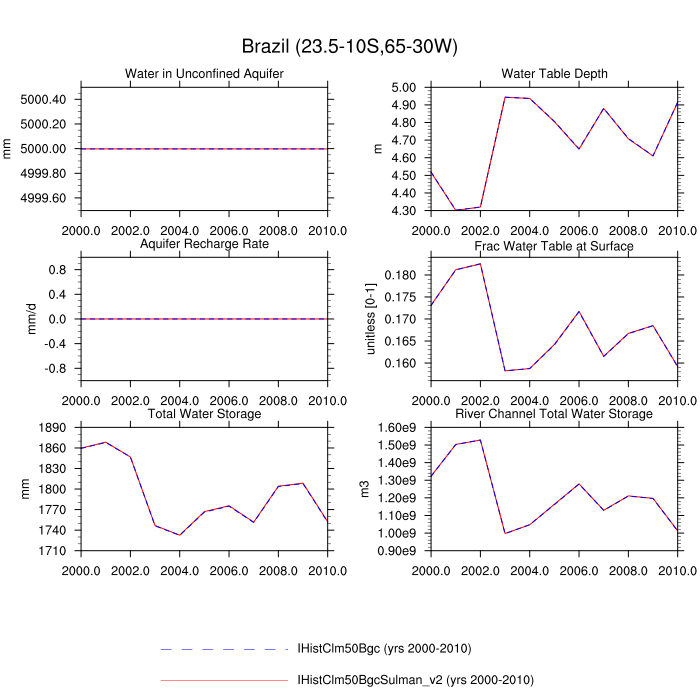 Brazil (23.5-10S,65-30W)
Water in Unconfined Aquifer
5000.40
5000.20
5000.00
4999.80
4999.60
mm
2000.0 2002.0 2004.0 2006.0 2008.0 2010.0
Water Table Depth
5.00
4.90
4.80
4.70
4.60
4.50
4.40
4.30
m
2000.0 2002.0 2004.0 2006.0 2008.0 2010.0
Aquifer Recharge Rate
0.8
0.4
0.0
-0.4
-0.8
mm/d
2000.0 2002.0 2004.0 2006.0 2008.0 2010.0
Frac Water Table at Surface
0.180
0.175
0.170
0.165
0.160
unitless [0-1]
2000.0 2002.0 2004.0 2006.0 2008.0 2010.0
Total Water Storage
1890
1860
1830
1800
1770
1740
1710
mm
2000.0 2002.0 2004.0 2006.0 2008.0 2010.0
River Channel Total Water Storage
1.60e9
1.50e9
1.40e9
1.30e9
1.20e9
1.10e9
1.00e9
0.90e9
m3
2000.0 2002.0 2004.0 2006.0 2008.0 2010.0
IHistClm50Bgc (yrs 2000-2010)
IHistClm50BgcSulman_v2 (yrs 2000-2010)